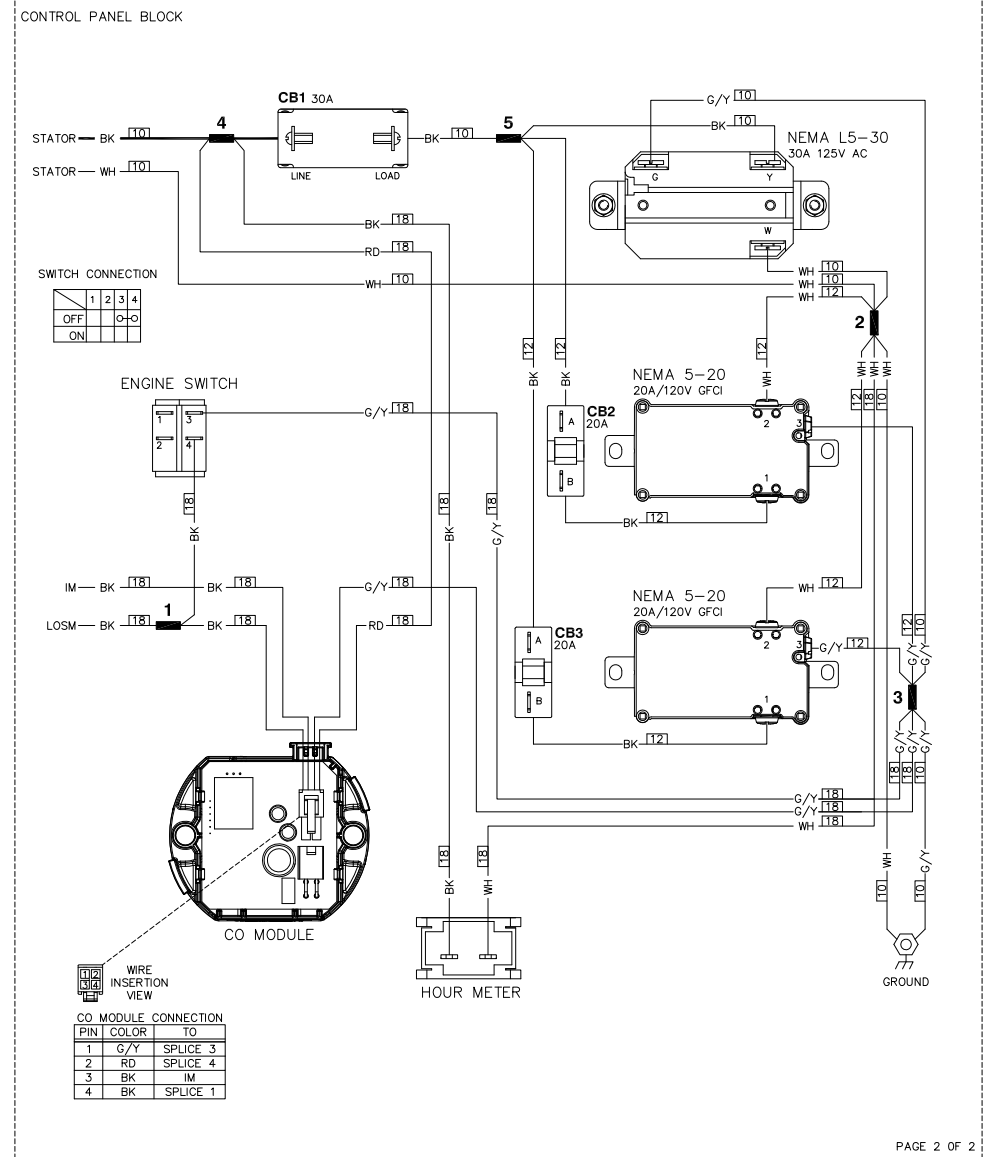 CONTROL PANEL BLOCK
CB1 30A
G/Y 10
4
5
BK 10
NEMA L5-30
30A 125V AC
STATOR BK 10
BK 10
STATOR WH 10
LINE
LOAD
G
Y
W
BK 18
RD 18
WH 10
WH 10
WH 10
WH 12
2
SWITCH CONNECTION
1 2 3 4
OFF
ON
12
BK
12
BK
12
WH
WH
WH
WH
12
18
10
ENGINE SWITCH
1
3
2
4
G/Y 18
NEMA 5-20
20A/120V GFCI
CB2
20A
A
B
2
3
1
BK 12
18
BK
18
BK
18
G/Y
IM BK 18
BK 18
G/Y 18
LOSM BK 18
1
BK 18
RD 18
NEMA 5-20
20A/120V GFCI
WH 12
CB3
20A
A
B
2
3
1
G/Y 12
BK 12
12
10
G/Y
G/Y
3
G/Y
G/Y
G/Y
18
18
10
G/Y 18
G/Y 18
WH 18
18
BK
18
WH
WH
10
G/Y
10
CO MODULE
HOUR METER
GROUND
1 2
3 4
WIRE
INSERTION
VIEW
CO MODULE CONNECTION
PIN COLOR TO
1 G/Y SPLICE 3
2 RD SPLICE 4
3 BK IM
4 BK SPLICE 1
PAGE 2 OF 2